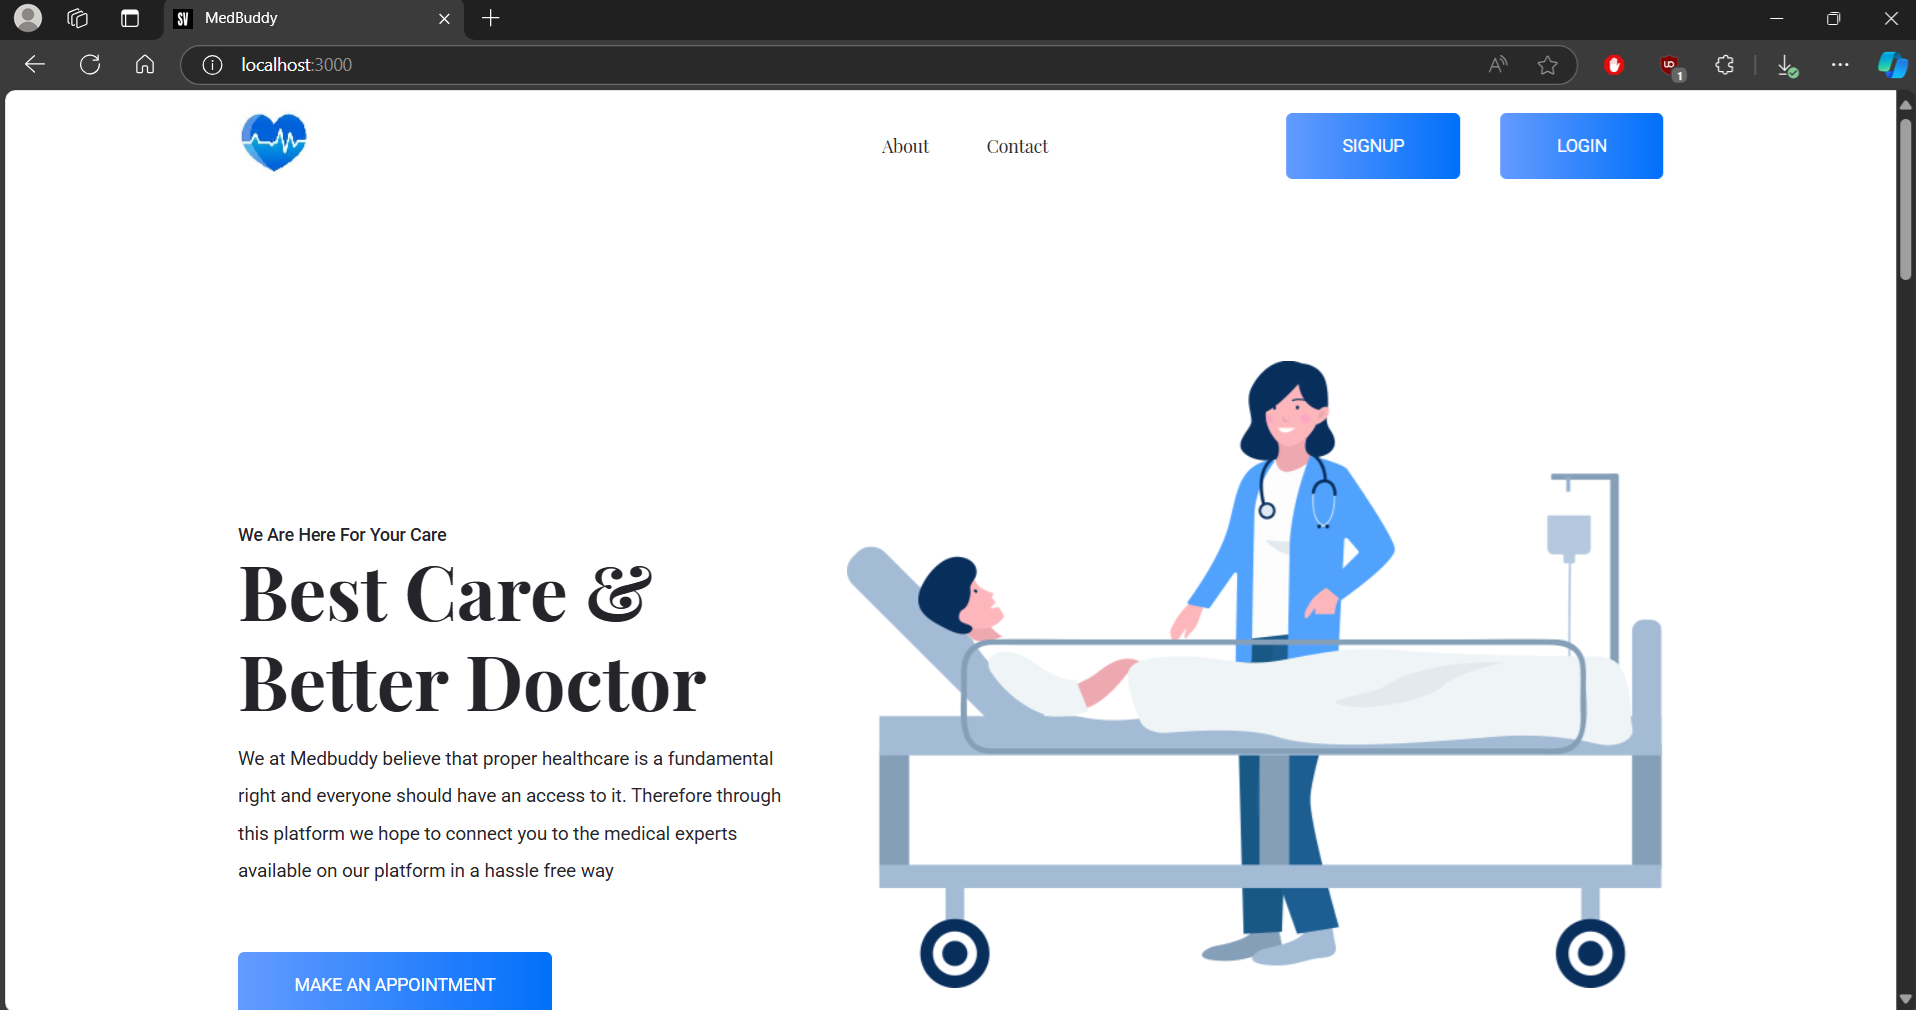 SV MedBuddy
localhost:3000
1
About Contact SIGNUP LOGIN
We Are Here For Your Care
Best Care &
Better Doctor
We at Medbuddy believe that proper healthcare is a fundamental
right and everyone should have an access to it. Therefore through
this platform we hope to connect you to the medical experts
available on our platform in a hassle free way
MAKE AN APPOINTMENT